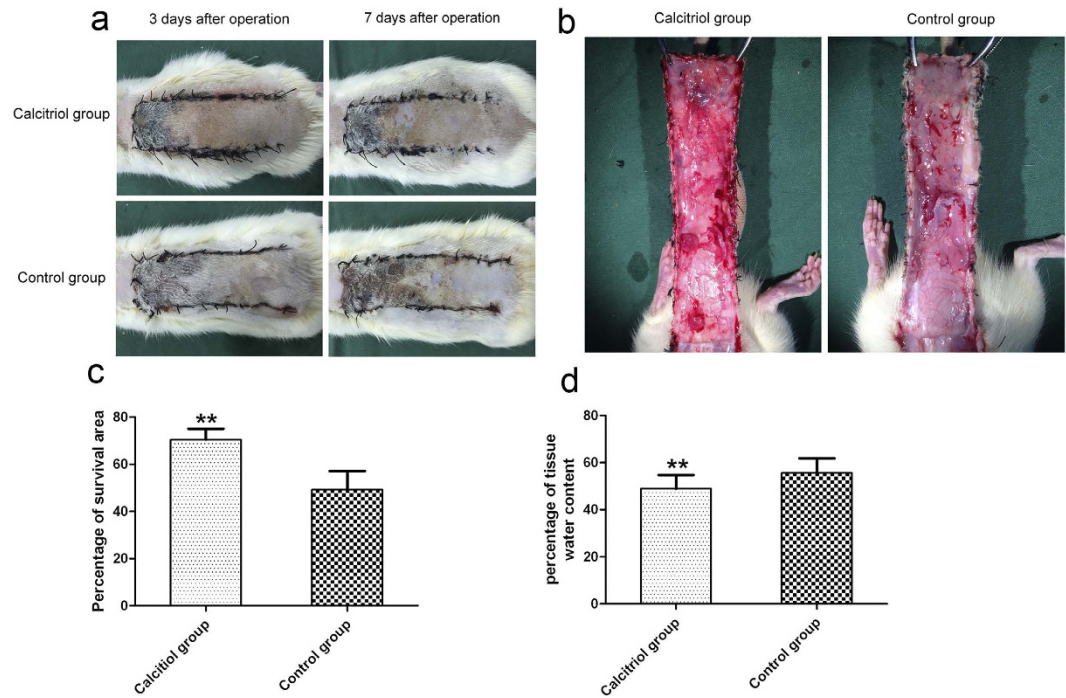 a
3 days after operation
7 days after operation
Calcitriol group
Control group
b
Calcitriol group
Control group
c
Percentage of survival area
80
60
40
20
0
**
Calcitiol group
Control group
d
percentage of tissue
water content
80
60
40
20
0
**
Calcitriol group
Control group